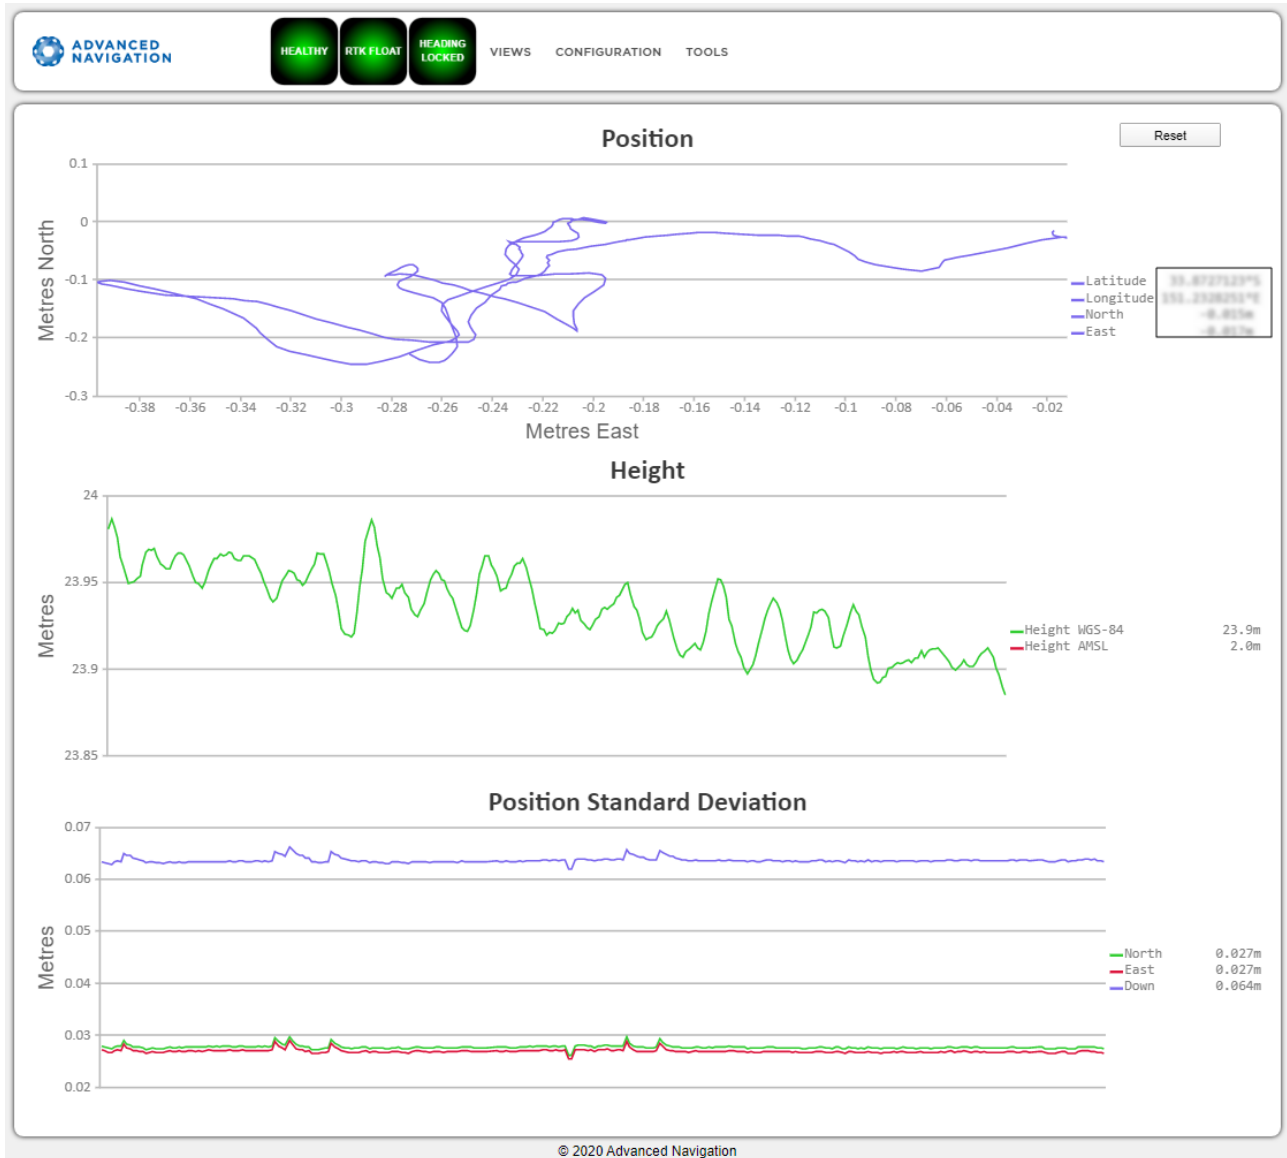 ADVANCED
NAVIGATION
HEALTHY
RTK FLOAT
HEADING
LOCKED
VIEWS
CONFIGURATION
TOOLS
Position
Reset
Metres North
0.1
0
-0.1
-0.2
-0.3
-0.38 -0.36 -0.34 -0.32 -0.3 -0.28 -0.26 -0.24 -0.22 -0.2 -0.18 -0.16 -0.14 -0.12 -0.1 -0.08 -0.06 -0.04 -0.02
Metres East
Latitude
Longitude
North
East
Height
Metres
24
23.95
23.9
23.85
Height WGS-84 23.9m
Height AMSL 2.0m
Position Standard Deviation
Metres
0.07
0.06
0.05
0.04
0.03
0.02
North 0.027m
East 0.027m
Down 0.064m
© 2020 Advanced Navigation